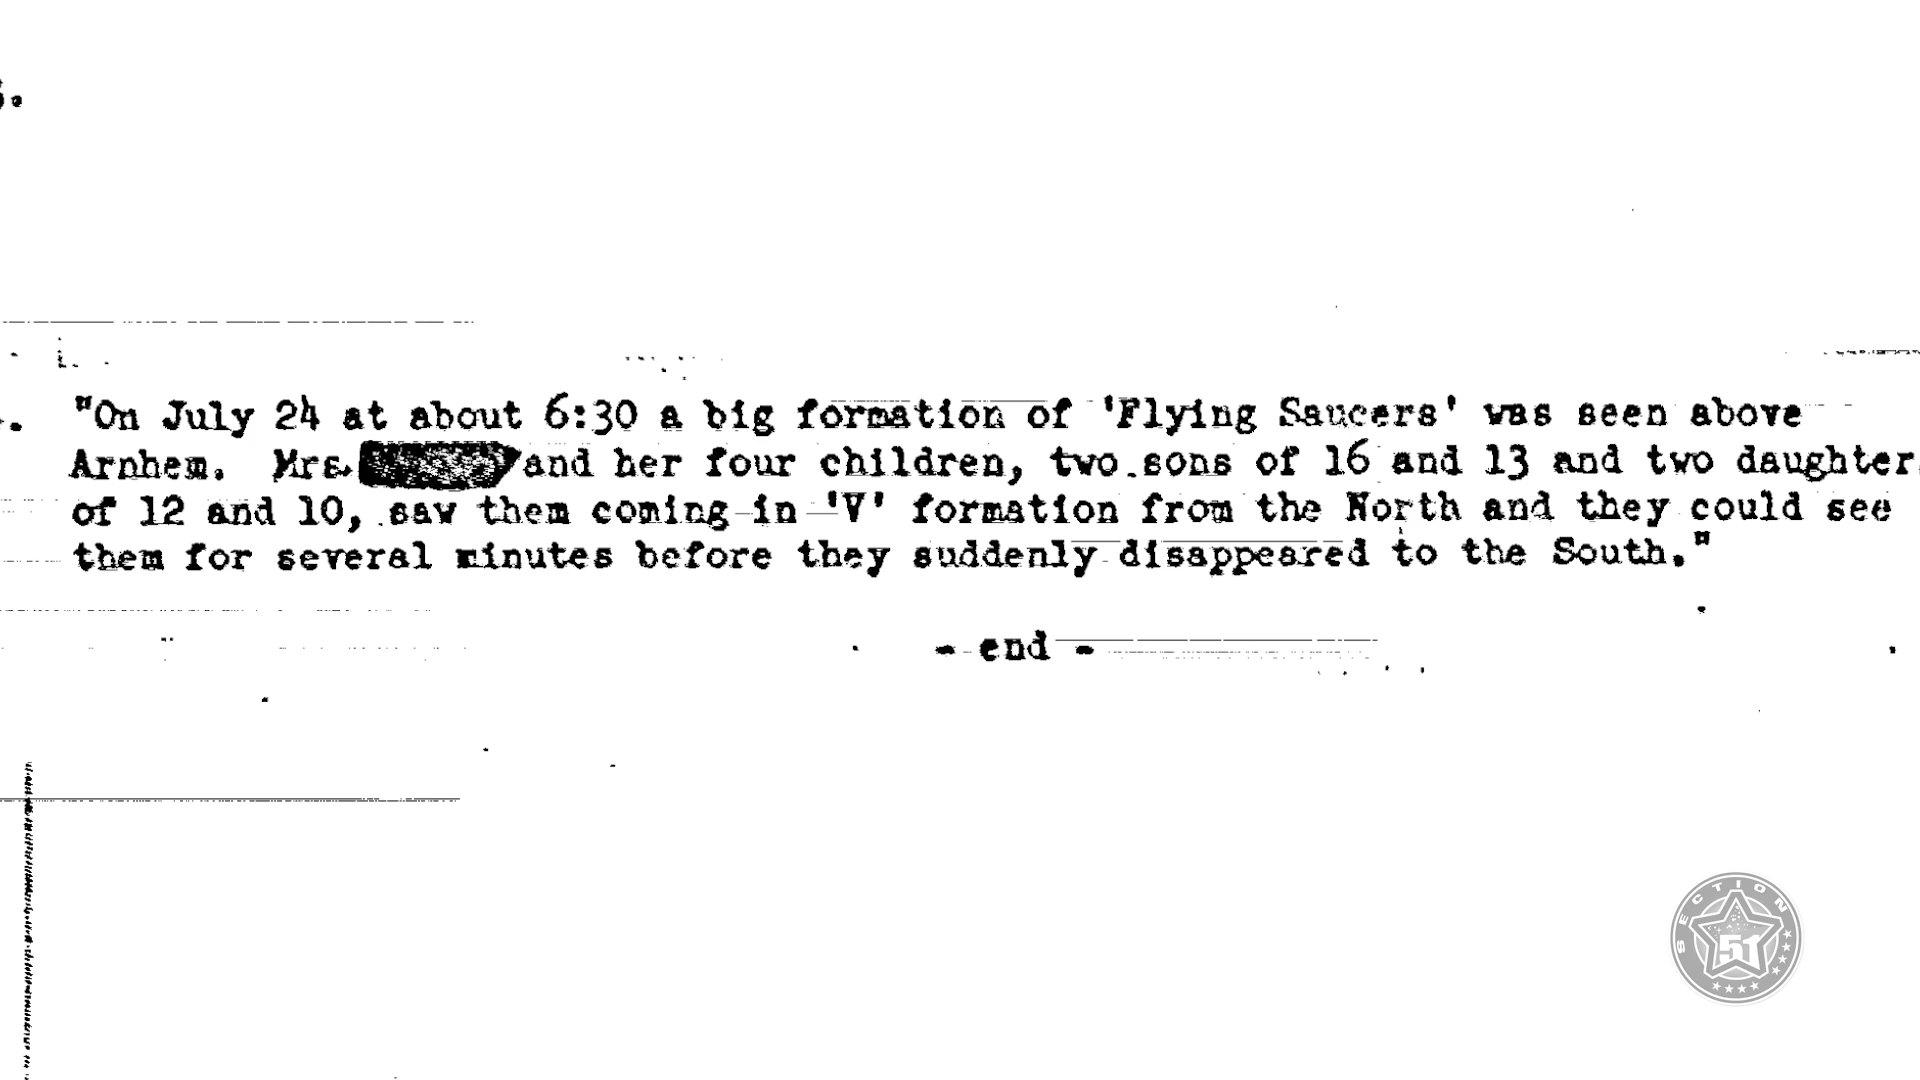 "On July 24 at about 6:30 a big formation of 'Flying Saucers' was seen above
Arnhem. Mrs. and her four children, two sons of 16 and 13 and two daughter
of 12 and 10, saw them coming in 'V' formation from the North and they could see
them for several minutes before they suddenly disappeared to the South."
- end -
SECTION
51